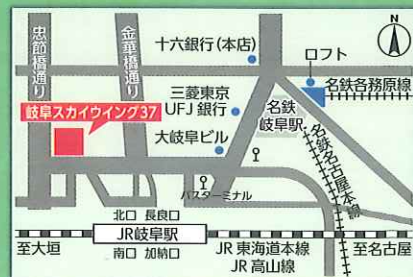 N
忠節橋通り
金華橋通り
十六銀行(本店)
ロフト
名鉄各務原線
三菱東京
UFJ銀行
名鉄
岐阜駅
岐阜スカイウイング37
大岐阜ビル
名鉄名古屋本線
バスターミナル
北口 長良口
JR岐阜駅
南口 加納口
至大垣
JR東海道本線
JR高山線
至名古屋